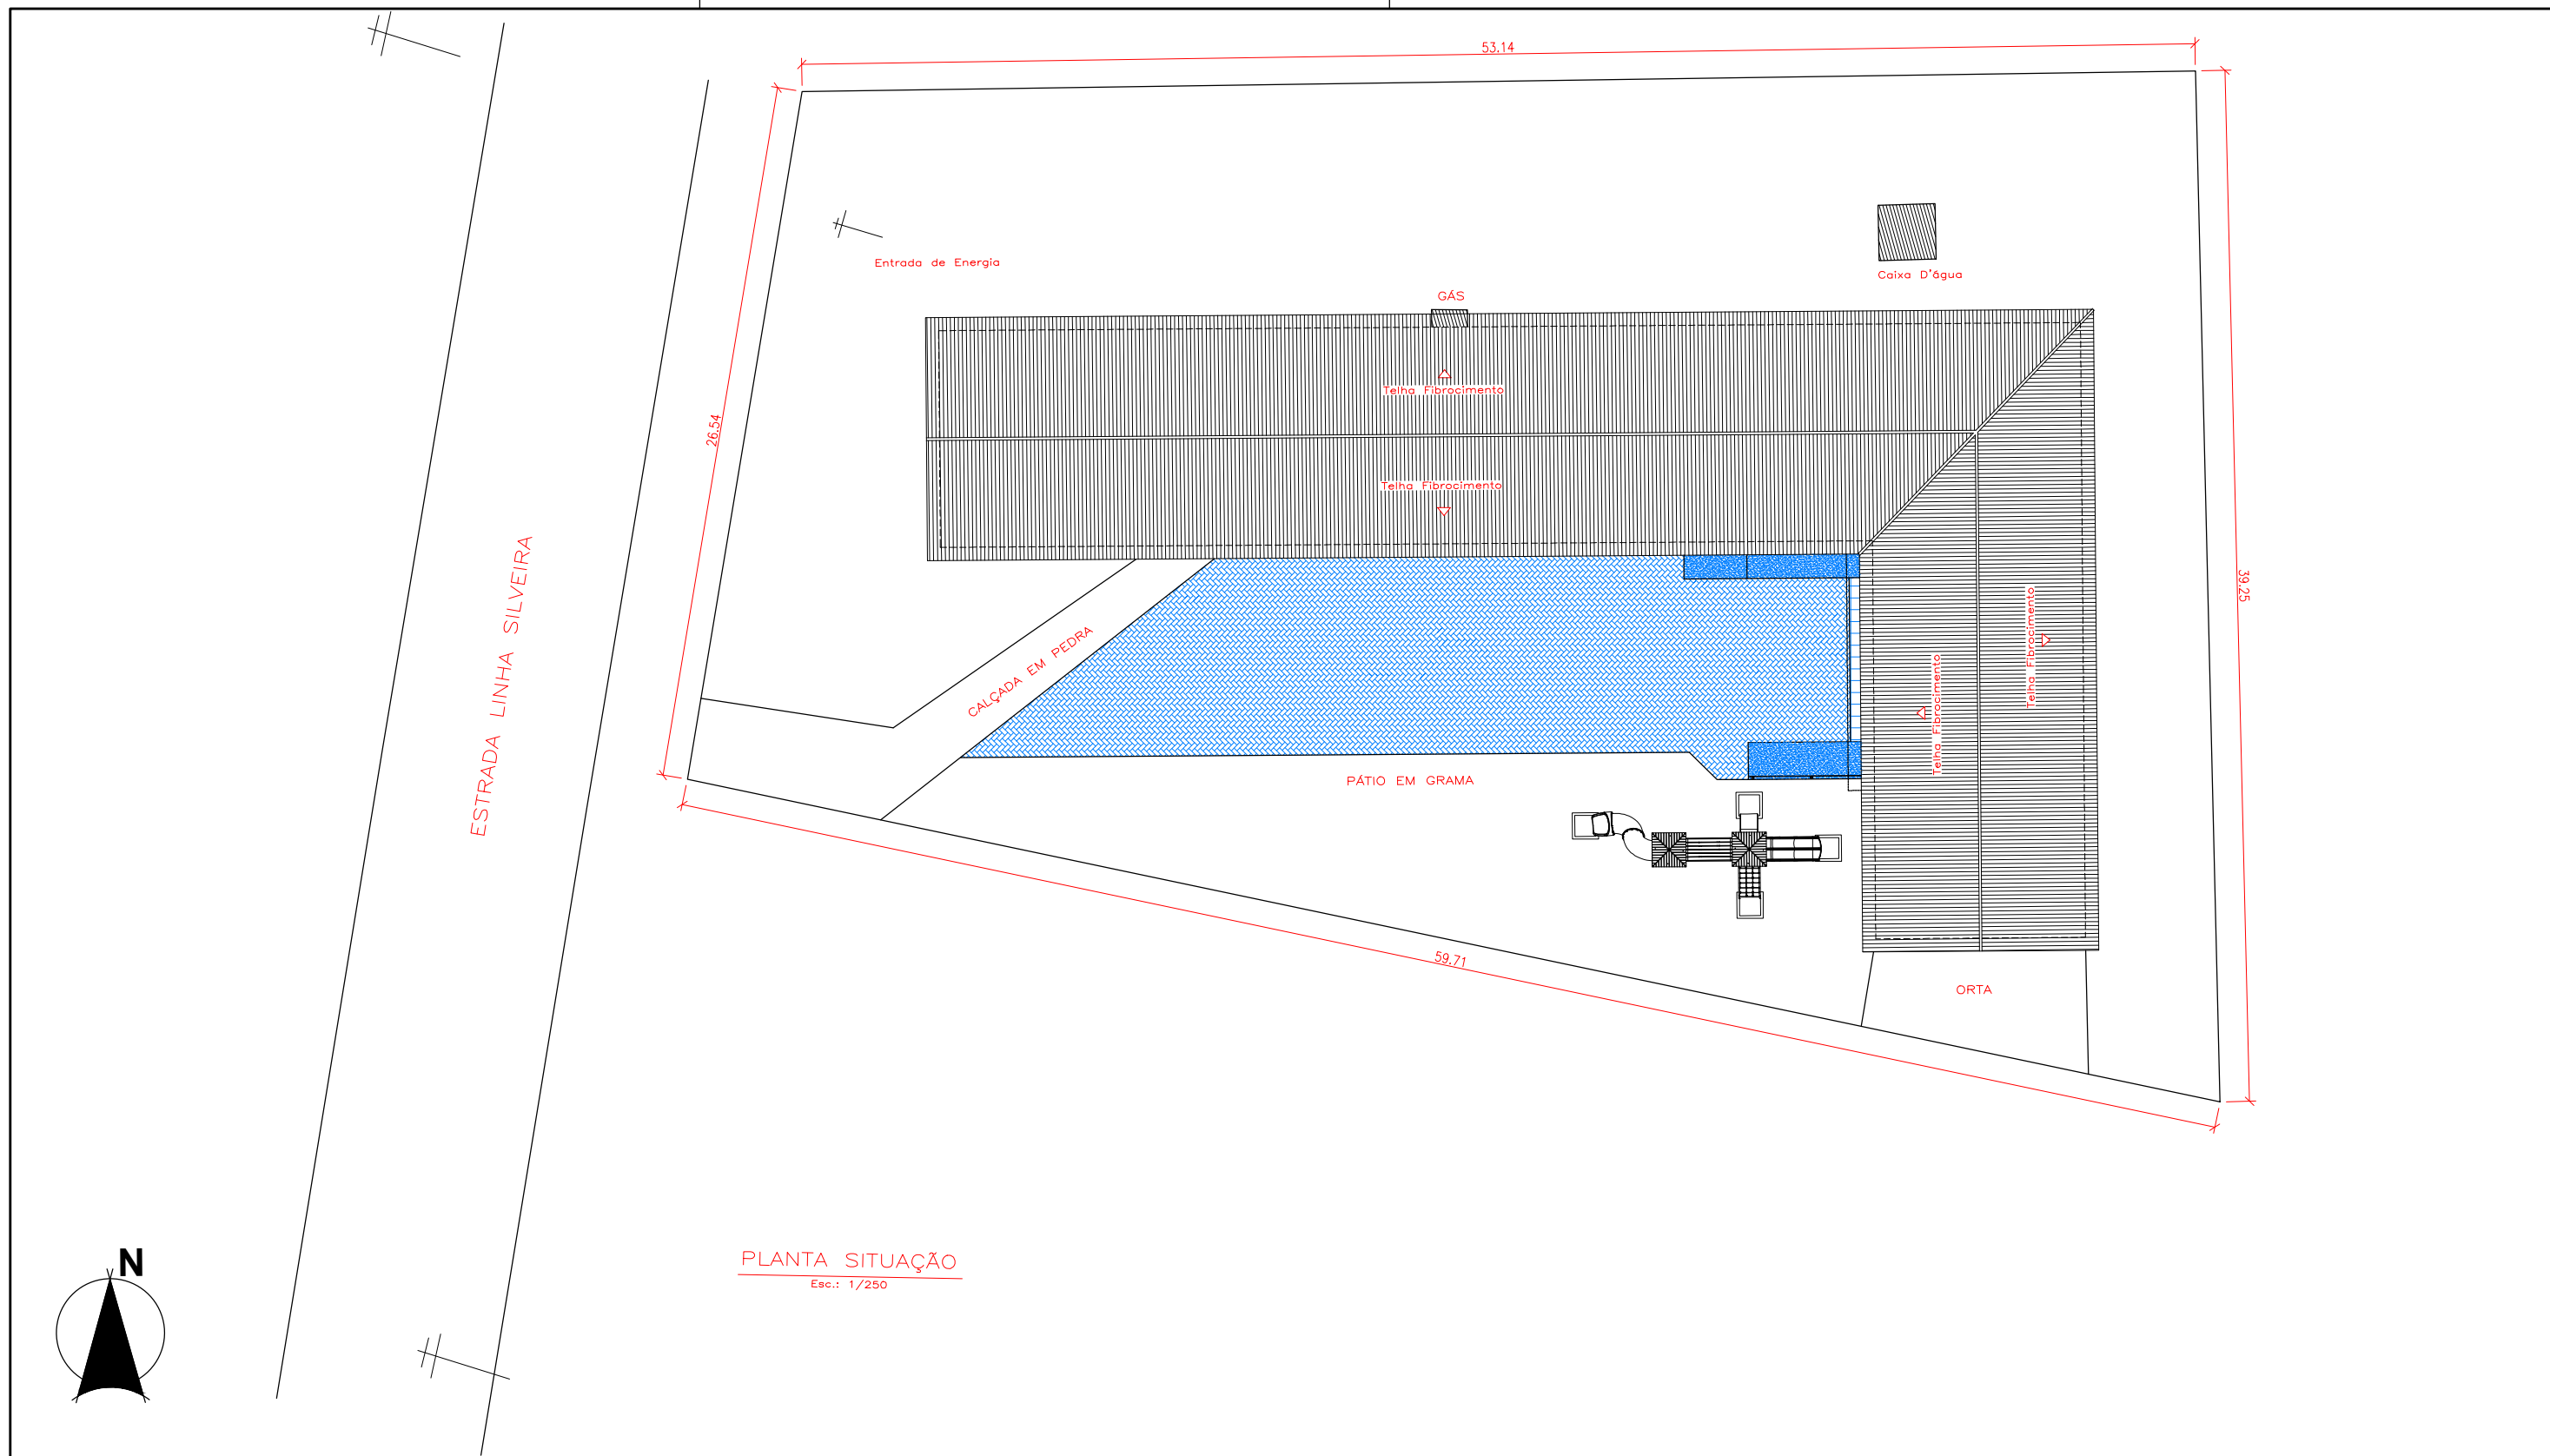 53.14
26.54
Entrada de Energia
Caixa D'água
GÁS
Telha Fibrocimento
Telha Fibrocimento
39.25
ESTRADA LINHA SILVEIRA
CALÇADA EM PEDRA
Telha Fibrocimento
Telha Fibrocimento
PÁTIO EM GRAMA
59.71
ORTA
N
PLANTA SITUAÇÃO
Esc.: 1/250